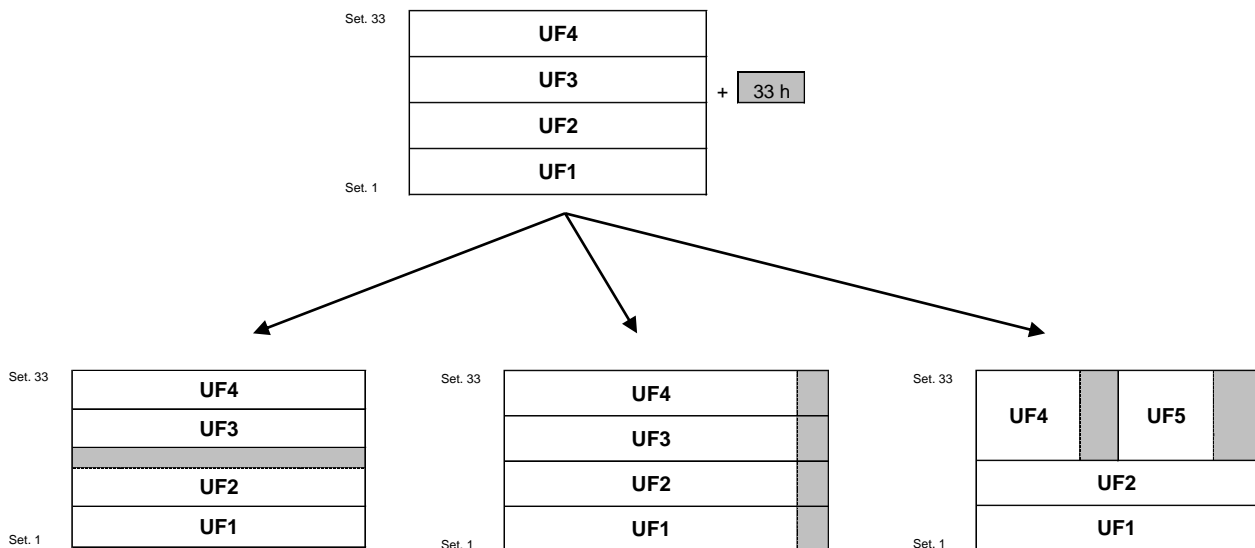 Set. 33
UF4
UF3
+ 33 h
UF2
UF1
Set. 1
Set. 33
UF4
UF3
UF2
UF1
Set. 1
Set. 33
UF4
UF3
UF2
UF1
Set. 1
Set. 33
UF4
UF5
UF2
UF1
Set. 1